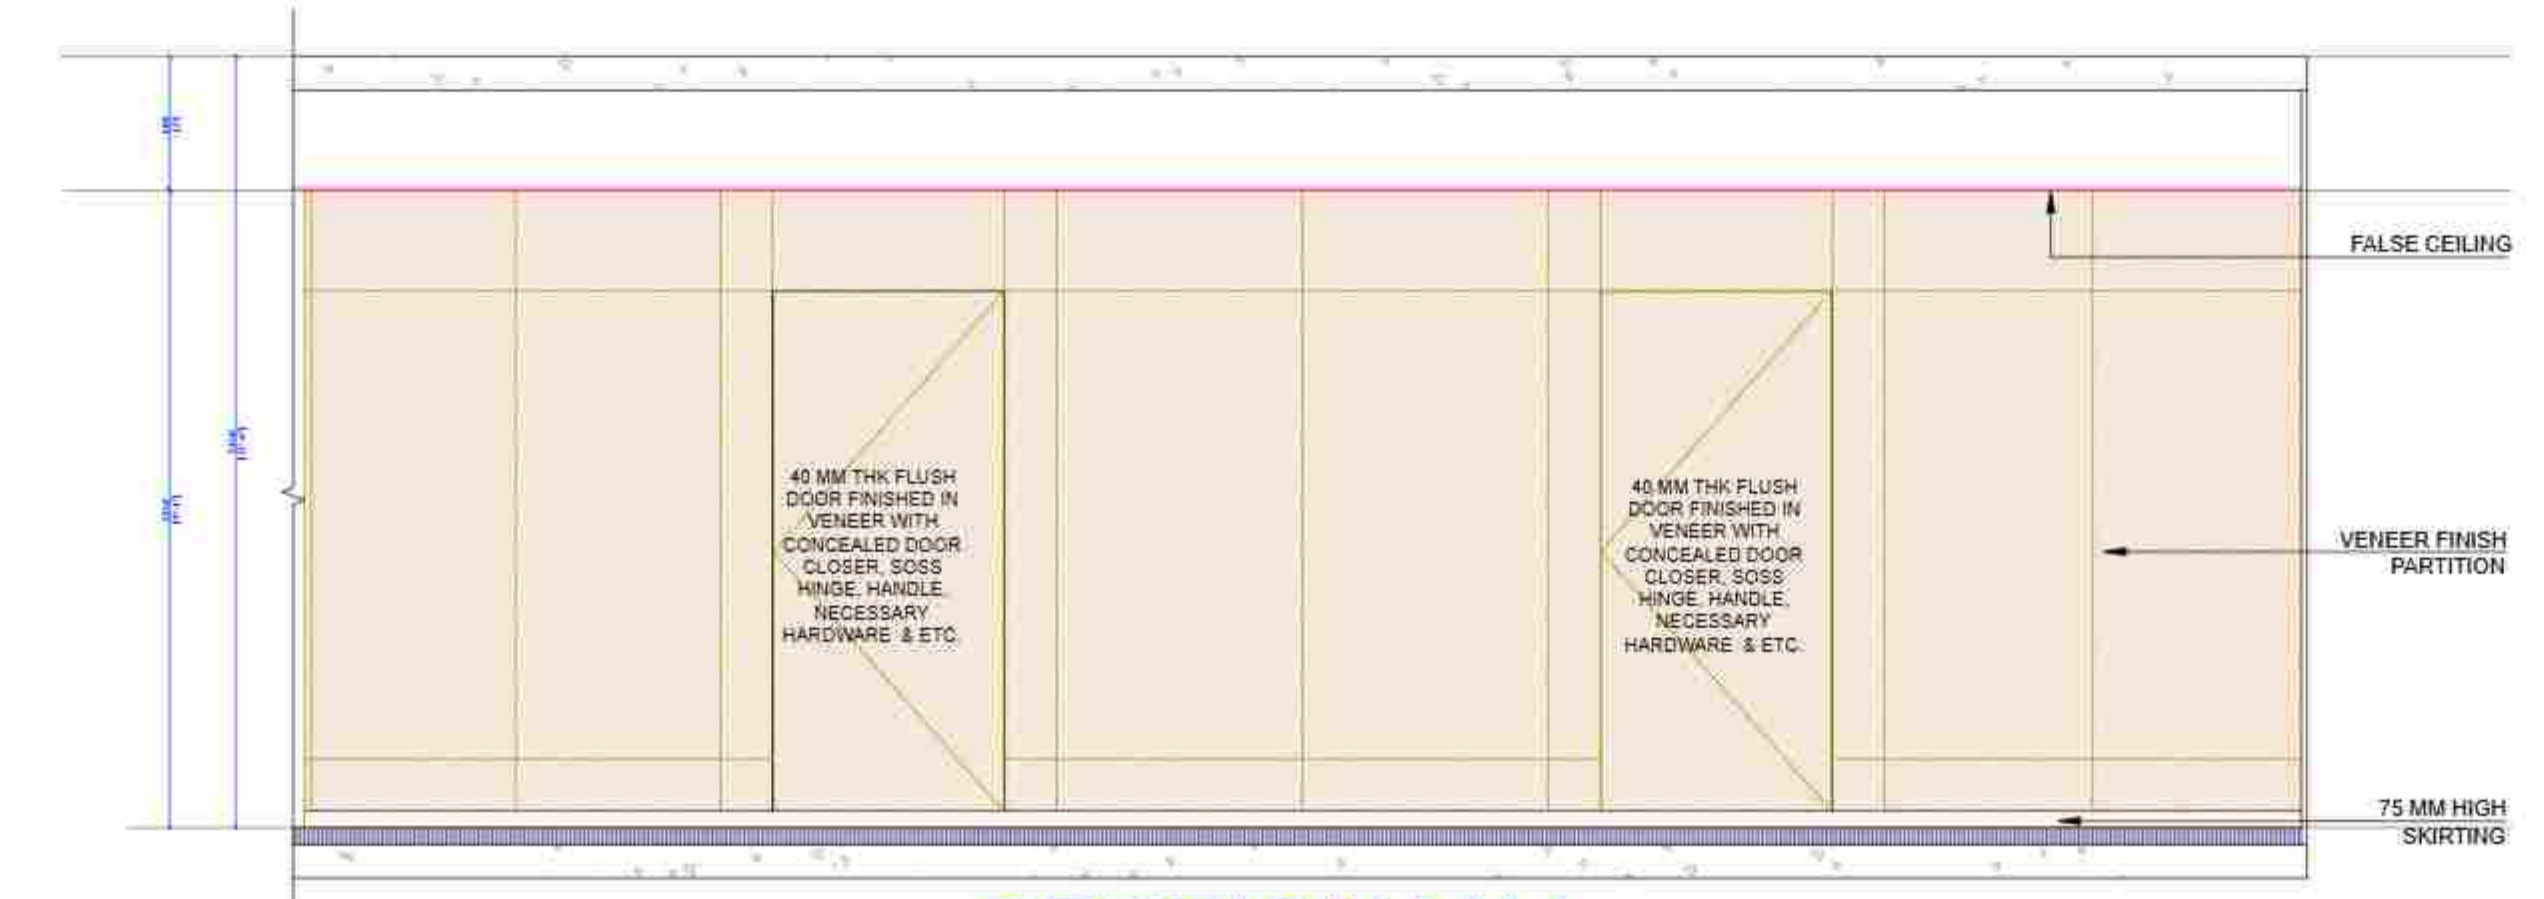 FALSE CEILING
40 MM THK FLUSH
DOOR FINISHED IN
VENEER WITH
CONCEALED DOOR
CLOSER, SOSS
HINGE, HANDLE,
NECESSARY
HARDWARE & ETC.
40 MM THK FLUSH
DOOR FINISHED IN
VENEER WITH
CONCEALED DOOR
CLOSER, SOSS
HINGE, HANDLE,
NECESSARY
HARDWARE & ETC.
VENEER FINISH
PARTITION
75 MM HIGH
SKIRTING